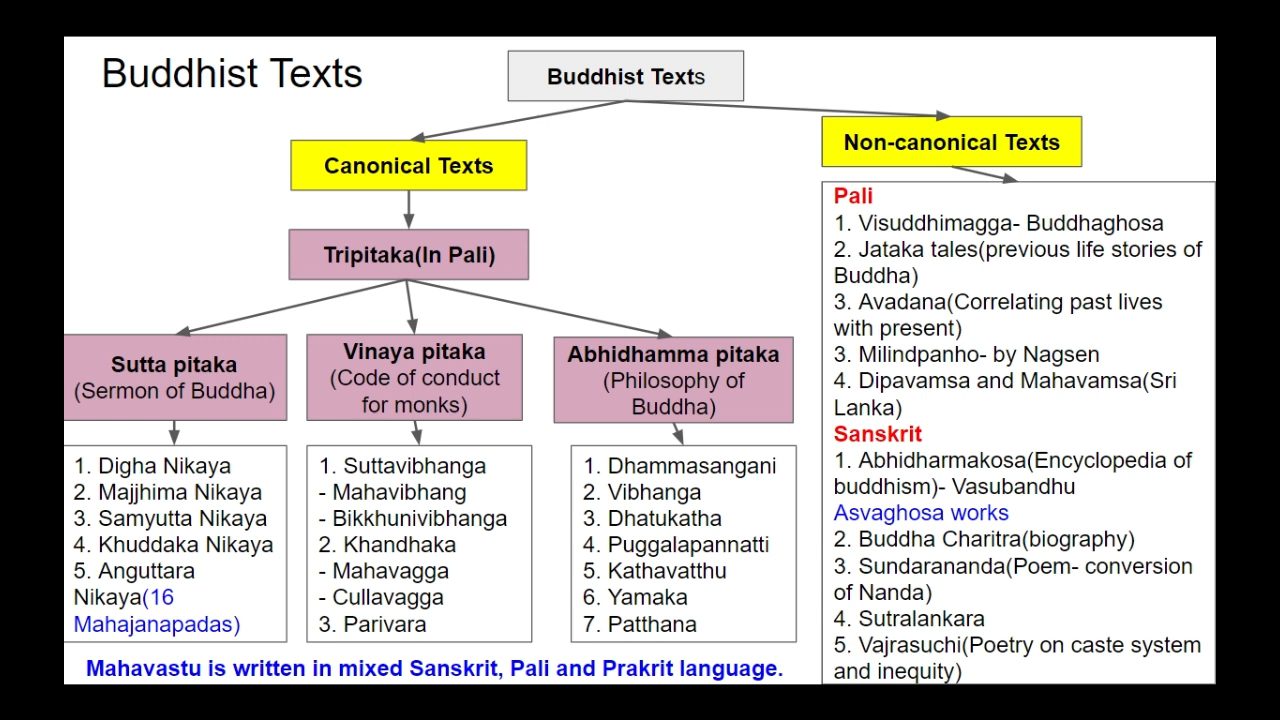 Buddhist Texts
Buddhist Texts
Canonical Texts
Tripitaka(In Pali)
Sutta pitaka
(Sermon of Buddha)
1. Digha Nikaya
2. Majjhima Nikaya
3. Samyutta Nikaya
4. Khuddaka Nikaya
5. Anguttara
Nikaya(16
Mahajanapadas)
Vinaya pitaka
(Code of conduct
for monks)
1. Suttavibhanga
- Mahavibhang
- Bikkhunivibhanga
2. Khandhaka
- Mahavagga
- Cullavagga
3. Parivara
Abhidhamma pitaka
(Philosophy of
Buddha)
1. Dhammasangani
2. Vibhanga
3. Dhatukatha
4. Puggalapannatti
5. Kathavatthu
6. Yamaka
7. Patthana
Mahavastu is written in mixed Sanskrit, Pali and Prakrit language.
Non-canonical Texts
Pali
1. Visuddhimagga- Buddhaghosa
2. Jataka tales(previous life stories of
Buddha)
3. Avadana(Correlating past lives
with present)
3. Milindpanho- by Nagsen
4. Dipavamsa and Mahavamsa(Sri
Lanka)
Sanskrit
1. Abhidharmakosa(Encyclopedia of
buddhism)- Vasubandhu
Asvaghosa works
2. Buddha Charitra(biography)
3. Sundarananda(Poem- conversion
of Nanda)
4. Sutralankara
5. Vajrasuchi(Poetry on caste system
and inequity)